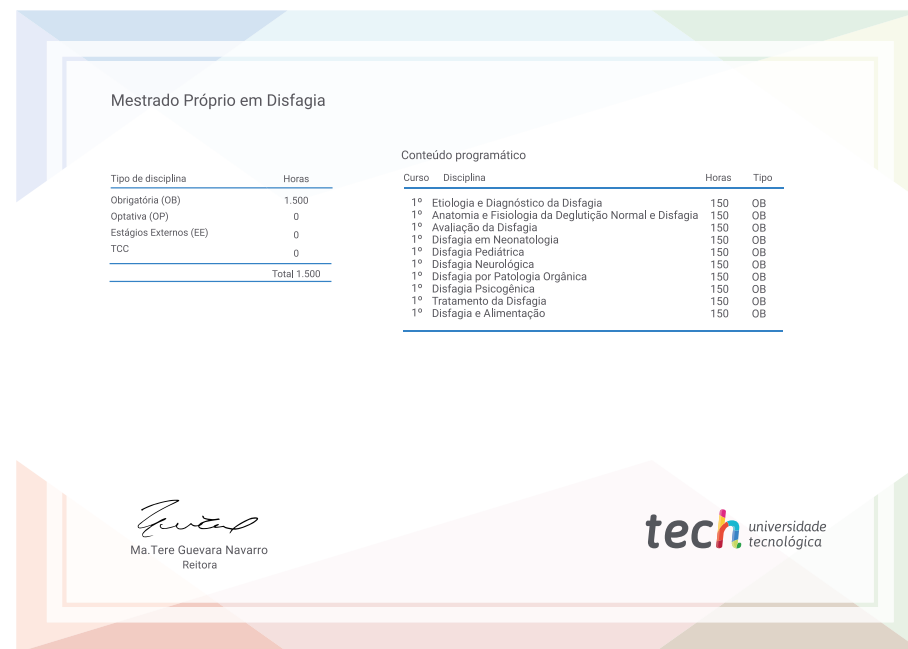 Mestrado Próprio em Disfagia
Tipo de disciplina Horas
Obrigatória (OB) 1.500
Optativa (OP) 0
Estágios Externos (EE) 0
TCC 0
Total 1.500
Conteúdo programático
Curso Disciplina Horas Tipo
1º Etiologia e Diagnóstico da Disfagia 150 OB
1º Anatomia e Fisiologia da Deglutição Normal e Disfagia 150 OB
1º Avaliação da Disfagia 150 OB
1º Disfagia em Neonatologia 150 OB
1º Disfagia Pediátrica 150 OB
1º Disfagia Neurológica 150 OB
1º Disfagia por Patologia Orgânica 150 OB
1º Disfagia Psicogênica 150 OB
1º Tratamento da Disfagia 150 OB
1º Disfagia e Alimentação 150 OB
Ma.Tere Guevara Navarro
Reitora
tech universidade
tecnológica